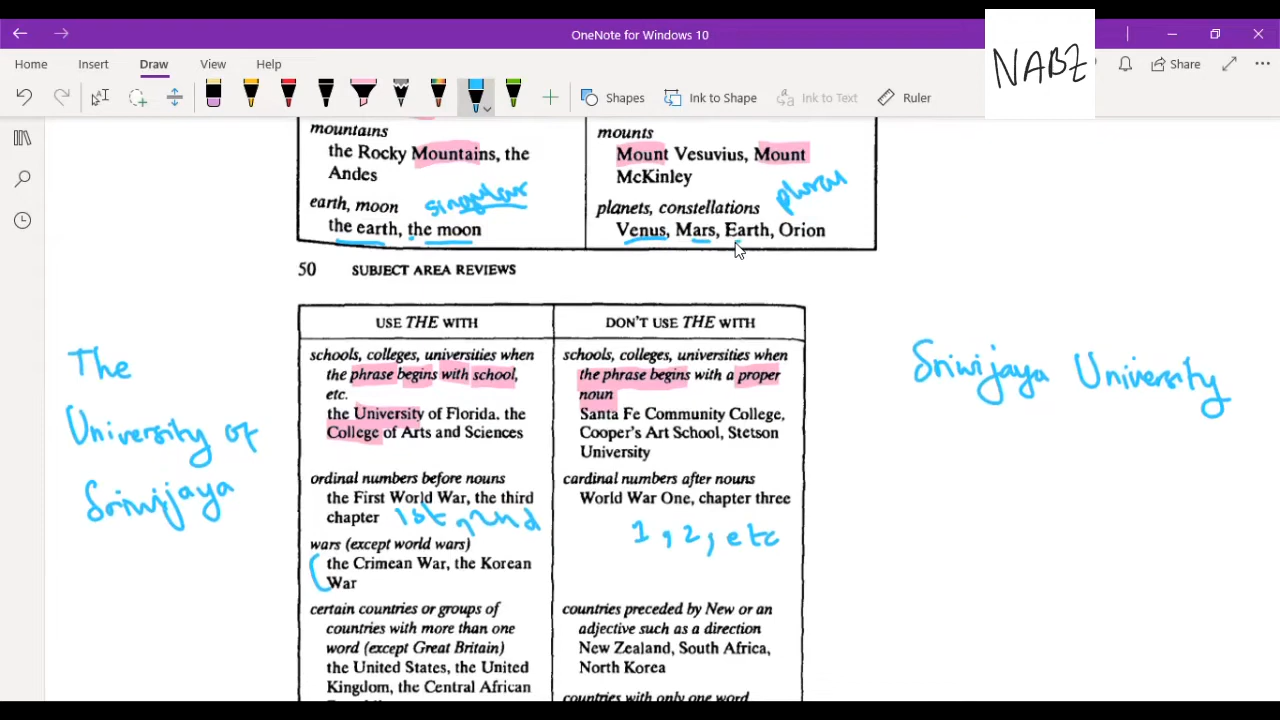 OneNote for Windows 10
NABZ
Home Insert Draw View Help
Share
Shapes Ink to Shape Ink to Text Ruler
mountains
the Rocky Mountains, the
Andes
earth, moon singular
the earth, the moon
mounts
Mount Vesuvius, Mount
McKinley
planets, constellations plural
Venus, Mars, Earth, Orion
50 SUBJECT AREA REVIEWS
USE THE WITH
schools, colleges, universities when
the phrase begins with school,
etc.
the University of Florida, the
College of Arts and Sciences
ordinal numbers before nouns
the First World War, the third
chapter 1st, 2nd
wars (except world wars)
the Crimean War, the Korean
War
certain countries or groups of
countries with more than one
word (except Great Britain)
the United States, the United
Kingdom, the Central African
DON'T USE THE WITH
schools, colleges, universities when
the phrase begins with a proper
noun
Santa Fe Community College,
Cooper's Art School, Stetson
University
cardinal numbers after nouns
World War One, chapter three
1, 2, etc
countries preceded by New or an
adjective such as a direction
New Zealand, South Africa,
North Korea
countries with only one word
The
University of
Sriwijaya
Sriwijaya University